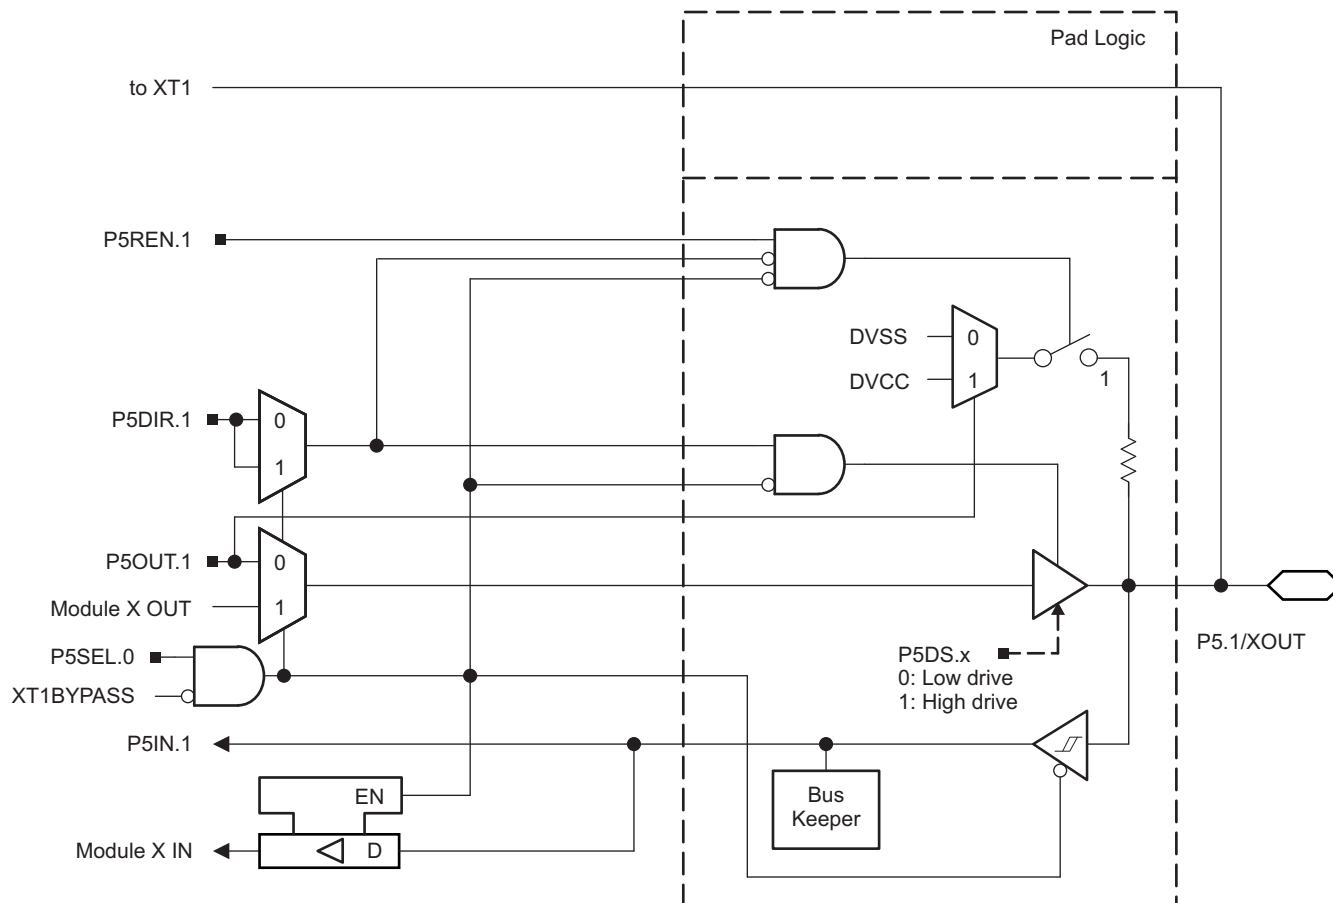 Pad Logic
to XT1
P5REN.1
DVSS
0
DVCC
1
1
P5DIR.1
0
1
P5OUT.1
0
Module X OUT
1
P5SEL.0
XT1BYPASS
P5DS.x
0: Low drive
1: High drive
P5.1/XOUT
P5IN.1
EN
Bus
Keeper
Module X IN
D